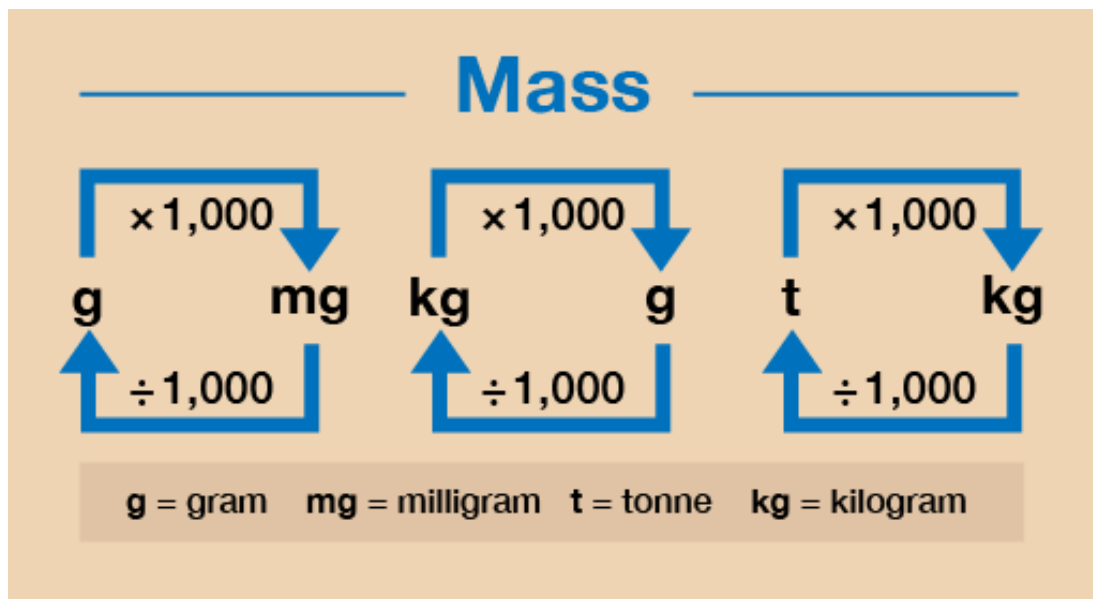 Mass
×1,000 ×1,000 ×1,000
g mg kg g t kg
÷1,000 ÷1,000 ÷1,000
g = gram mg = milligram t = tonne kg = kilogram